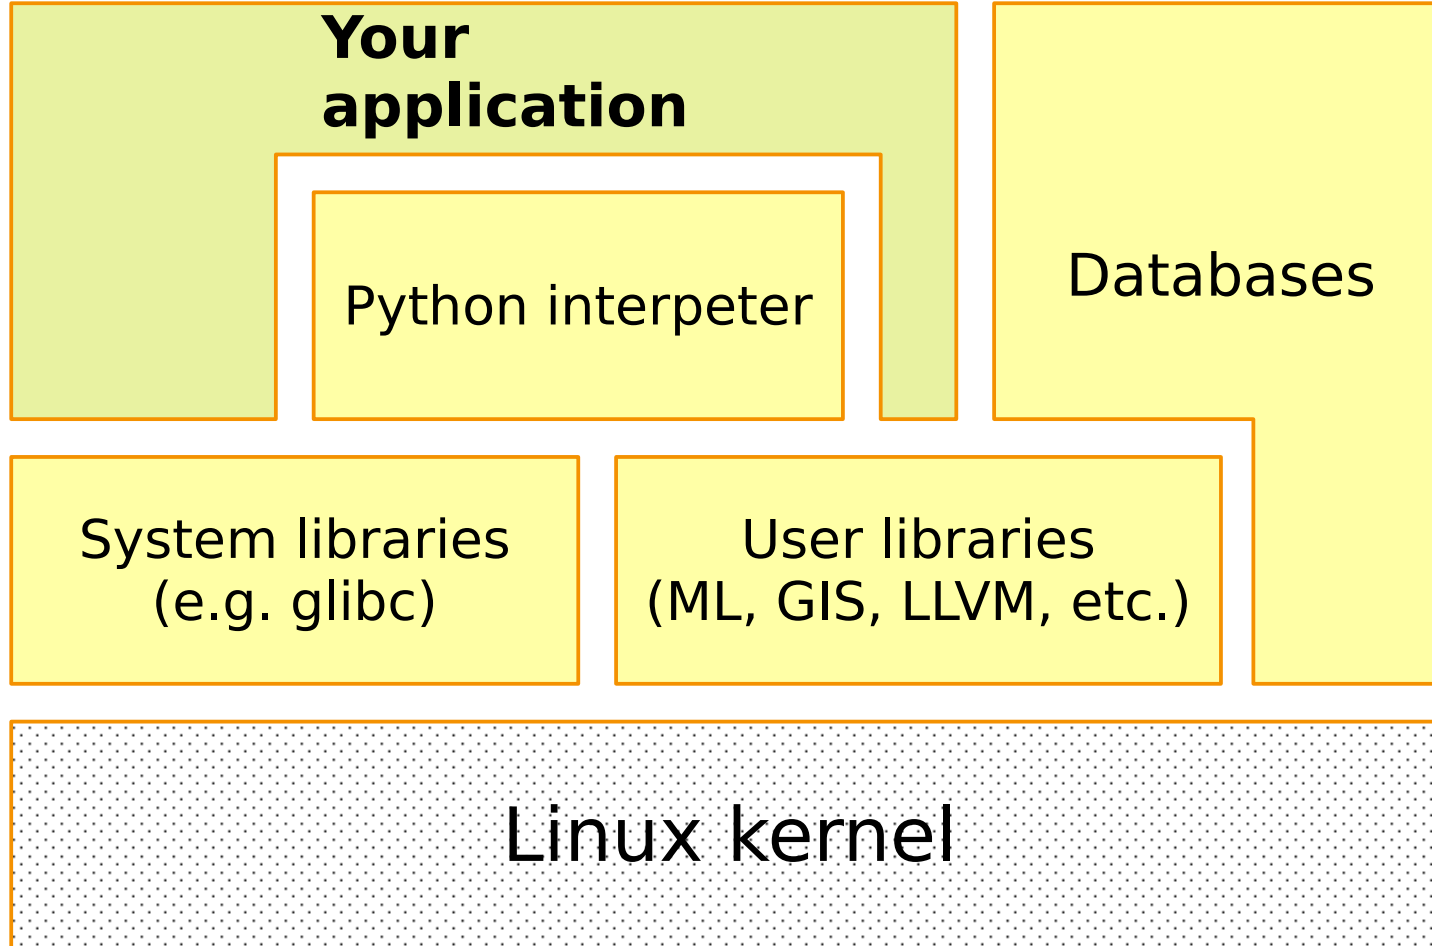 Your
application
Python interpeter
Databases
System libraries
(e.g. glibc)
User libraries
(ML, GIS, LLVM, etc.)
Linux kernel